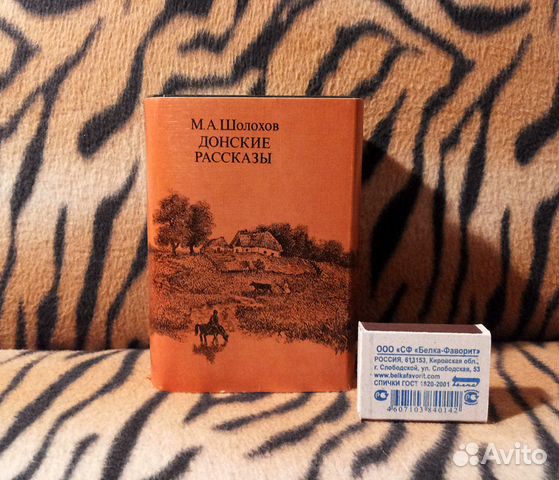 М.А.Шолохов
ДОНСКИЕ
РАССКАЗЫ
ООО «СФ «Белка-Фаворит»
РОССИЯ, 613153, Кировская обл.,
г. Слободской, ул. Слободская, 53
www.belkafavorit.com
СПИЧКИ ГОСТ 1820-2001
4607103840142
Avito